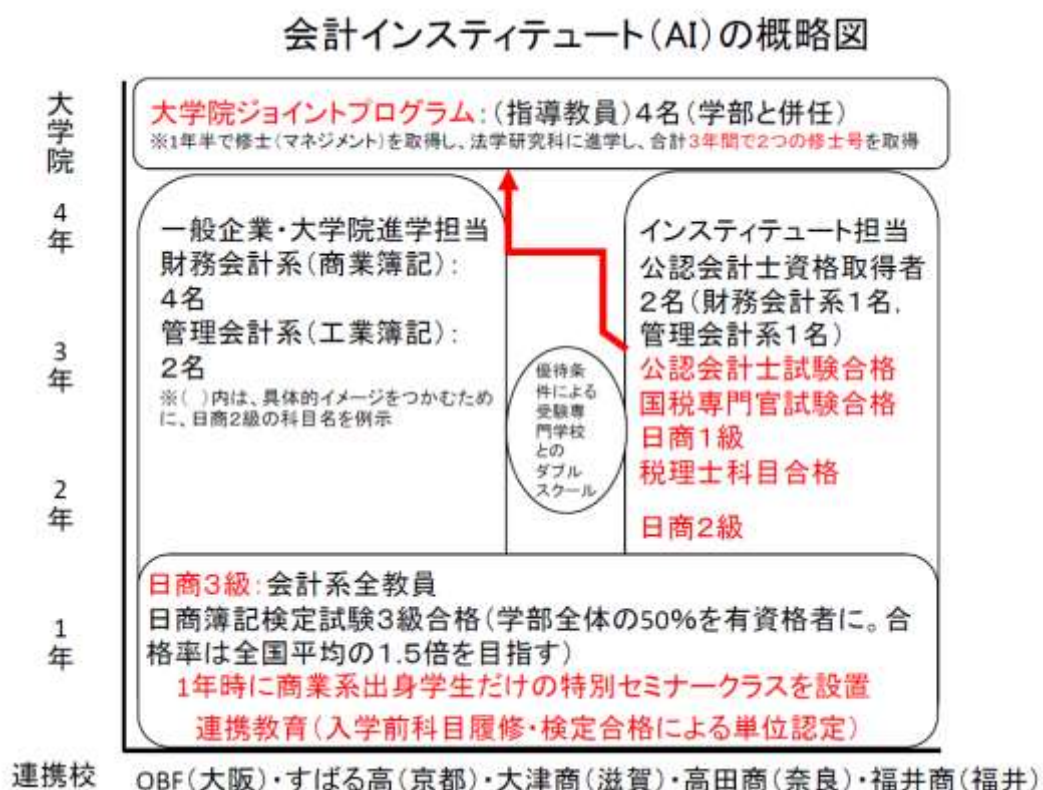 会計インスティテュート(AI)の概略図
大学院
大学院ジョイントプログラム:(指導教員)4名(学部と併任)
※1年半で修士(マネジメント)を取得し、法学研究科に進学し、合計3年間で2つの修士号を取得
4年
一般企業・大学院進学担当
財務会計系(商業簿記):
4名
管理会計系(工業簿記):
2名
※( )内は、具体的イメージをつかむため
に、日商2級の科目名を例示
3年
優待条
件による
受験専
門学校
との
ダブル
スクール
インスティテュート担当
公認会計士資格取得者
2名(財務会計系1名,
管理会計系1名)
公認会計士試験合格
国税専門官試験合格
日商1級
税理士科目合格
2年
日商2級
1年
日商3級:会計系全教員
日商簿記検定試験3級合格(学部全体の50%を有資格者に。合
格率は全国平均の1.5倍を目指す)
1年時に商業系出身学生だけの特別セミナークラスを設置
連携教育(入学前科目履修・検定合格による単位認定)
連携校 OBF(大阪)・すばる高(京都)・大津商(滋賀)・高田商(奈良)・福井商(福井)